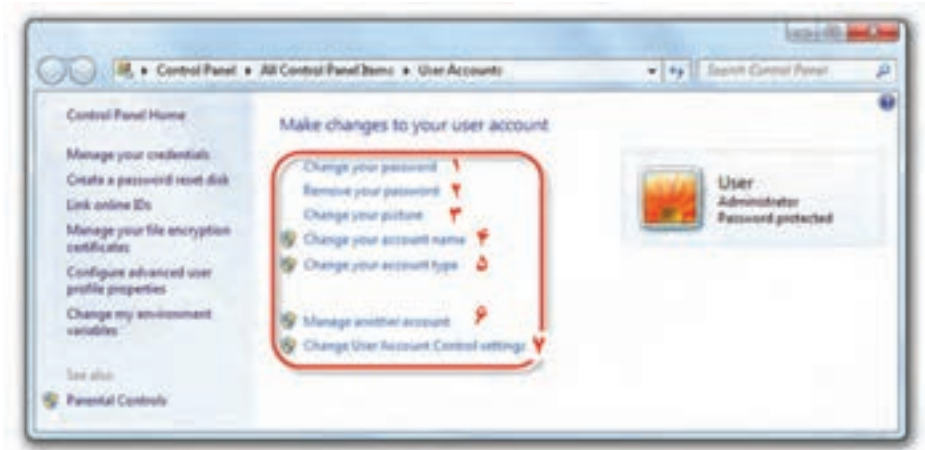 Control Panel ▸ All Control Panel Items ▸ User Accounts
Search Control Panel
Control Panel Home
Manage your credentials
Create a password reset disk
Link online IDs
Manage your file encryption
certificates
Configure advanced user
profile properties
Change my environment
variables
See also
Parental Controls
Make changes to your user account
Change your password ۱
Remove your password ۲
Change your picture ۳
Change your account name ۴
Change your account type ۵
Manage another account ۶
Change User Account Control settings ۷
User
Administrator
Password protected